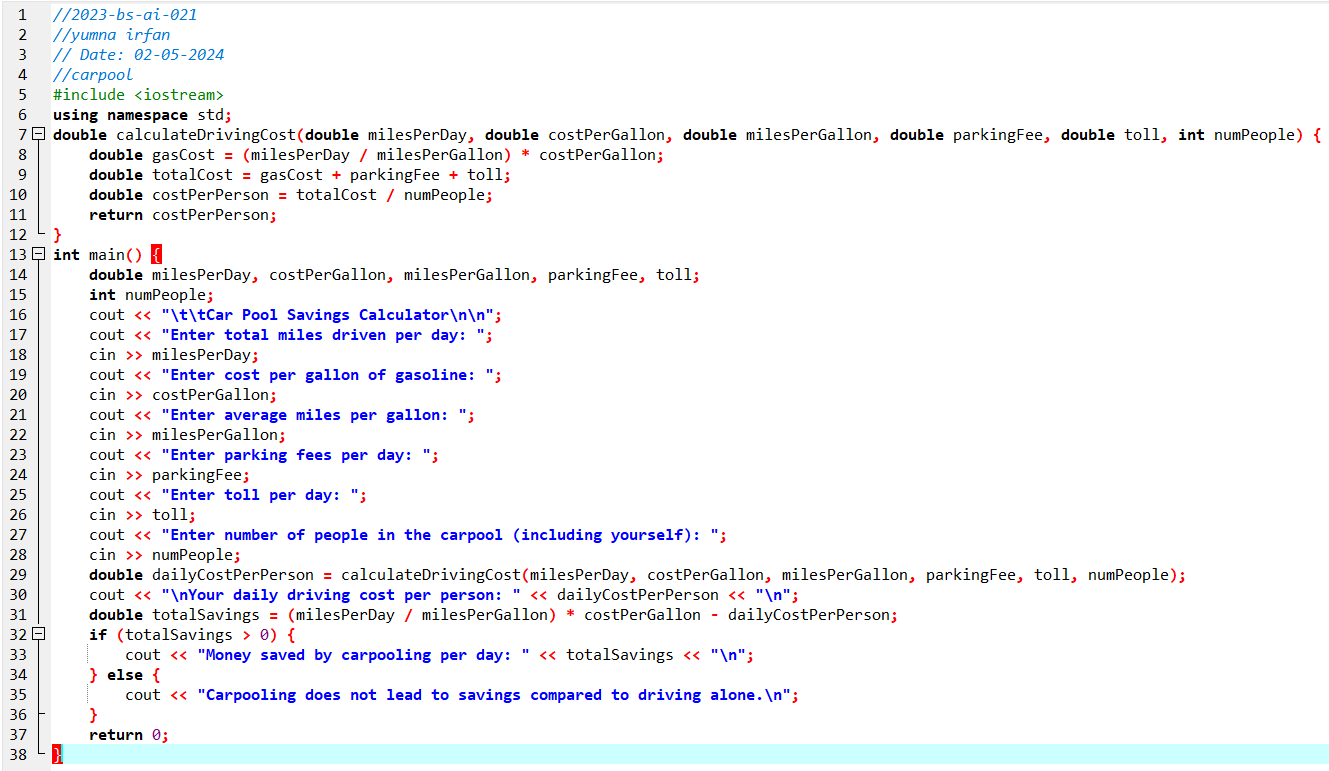 1 //2023-bs-ai-021
2 //yumna irfan
3 // Date: 02-05-2024
4 //carpool
5 #include <iostream>
6 using namespace std;
7 double calculateDrivingCost(double milesPerDay, double costPerGallon, double milesPerGallon, double parkingFee, double toll, int numPeople) {
8     double gasCost = (milesPerDay / milesPerGallon) * costPerGallon;
9     double totalCost = gasCost + parkingFee + toll;
10     double costPerPerson = totalCost / numPeople;
11     return costPerPerson;
12 }
13 int main() {
14     double milesPerDay, costPerGallon, milesPerGallon, parkingFee, toll;
15     int numPeople;
16     cout << "\t\tCar Pool Savings Calculator\n\n";
17     cout << "Enter total miles driven per day: ";
18     cin >> milesPerDay;
19     cout << "Enter cost per gallon of gasoline: ";
20     cin >> costPerGallon;
21     cout << "Enter average miles per gallon: ";
22     cin >> milesPerGallon;
23     cout << "Enter parking fees per day: ";
24     cin >> parkingFee;
25     cout << "Enter toll per day: ";
26     cin >> toll;
27     cout << "Enter number of people in the carpool (including yourself): ";
28     cin >> numPeople;
29     double dailyCostPerPerson = calculateDrivingCost(milesPerDay, costPerGallon, milesPerGallon, parkingFee, toll, numPeople);
30     cout << "\nYour daily driving cost per person: " << dailyCostPerPerson << "\n";
31     double totalSavings = (milesPerDay / milesPerGallon) * costPerGallon - dailyCostPerPerson;
32     if (totalSavings > 0) {
33         cout << "Money saved by carpooling per day: " << totalSavings << "\n";
34     } else {
35         cout << "Carpooling does not lead to savings compared to driving alone.\n";
36     }
37     return 0;
38 }